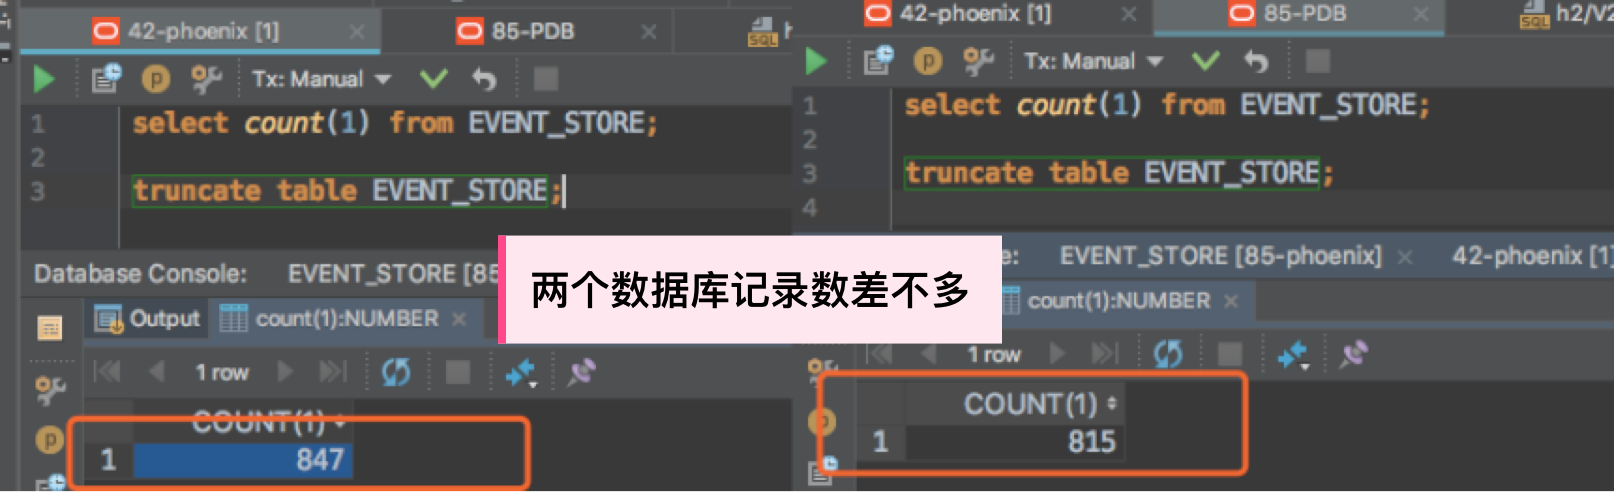 42-phoenix [1]
85-PDB
SQL
Tx: Manual
1 select count(1) from EVENT_STORE;
2
3 truncate table EVENT_STORE;
Database Console:
EVENT_STORE [85
Output
count(1):NUMBER
1 row
COUNT(1)
1 847
两个数据库记录数差不多
42-phoenix [1]
85-PDB
SQL
h2/V2
Tx: Manual
1 select count(1) from EVENT_STORE;
2
3 truncate table EVENT_STORE;
4
e:
EVENT_STORE [85-phoenix]
42-phoenix [1]
count(1):NUMBER
1 row
COUNT(1)
1 815